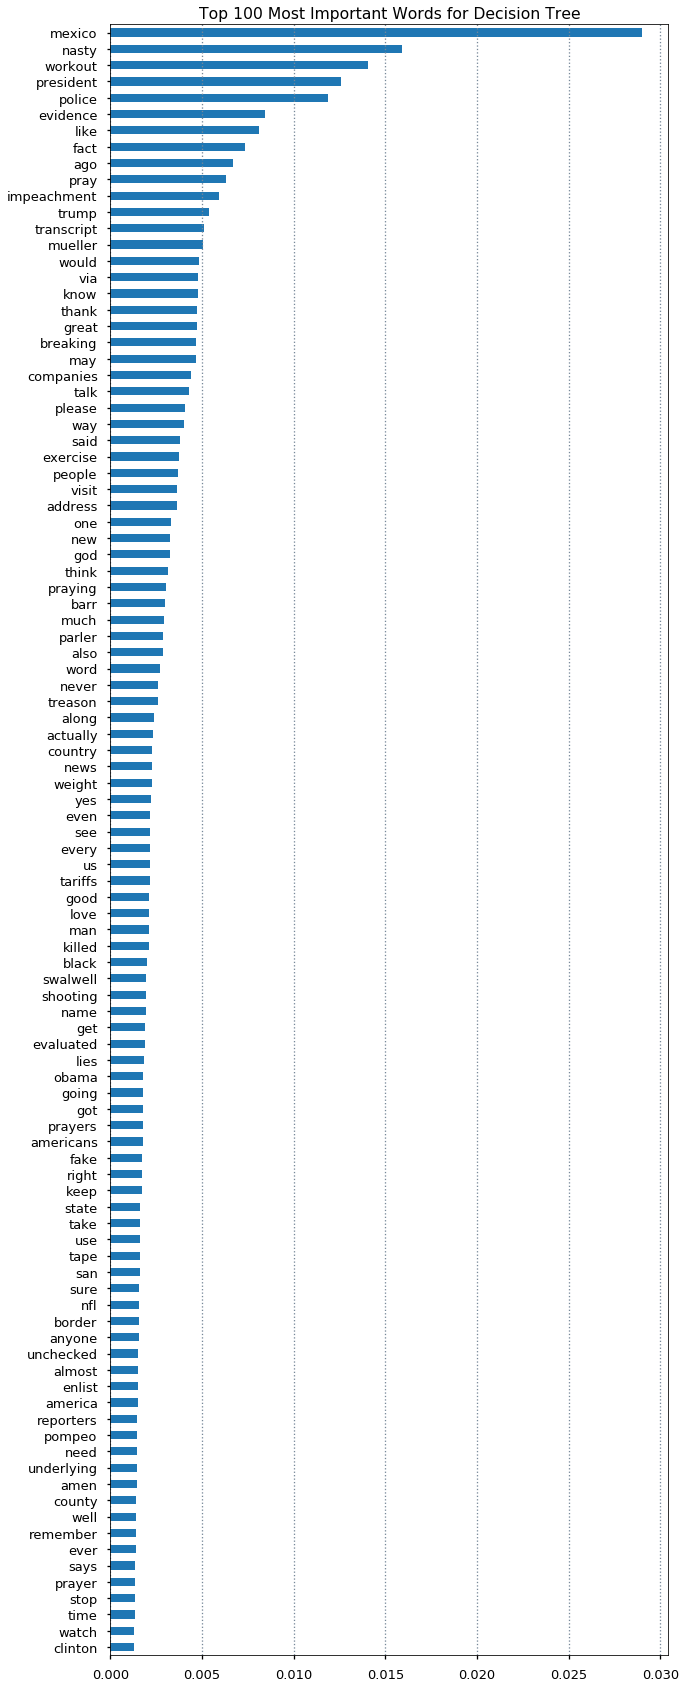 Top 100 Most Important Words for Decision Tree
mexico
nasty
workout
president
police
evidence
like
fact
ago
pray
impeachment
trump
transcript
mueller
would
via
know
thank
great
breaking
may
companies
talk
please
way
said
exercise
people
visit
address
one
new
god
think
praying
barr
much
parler
also
word
never
treason
along
actually
country
news
weight
yes
even
see
every
us
tariffs
good
love
man
killed
black
swalwell
shooting
name
get
evaluated
lies
obama
going
got
prayers
americans
fake
right
keep
state
take
use
tape
san
sure
nfl
border
anyone
unchecked
almost
enlist
america
reporters
pompeo
need
underlying
amen
county
well
remember
ever
says
prayer
stop
time
watch
clinton
0.000 0.005 0.010 0.015 0.020 0.025 0.030